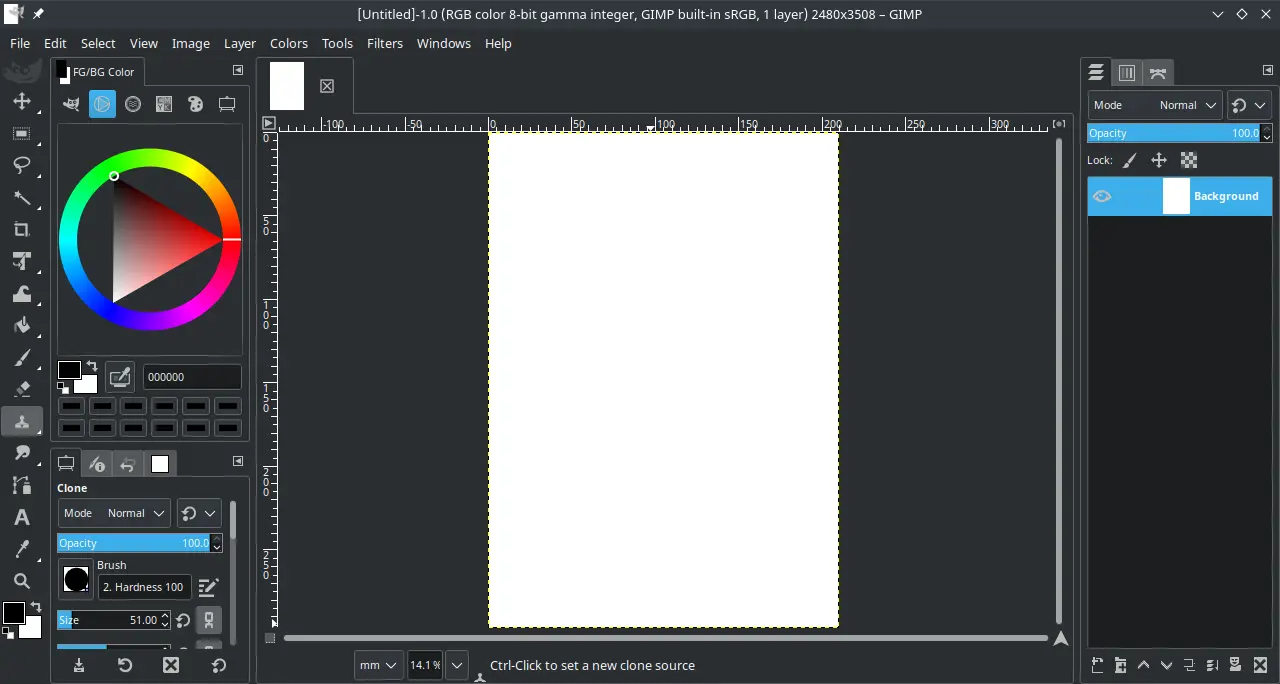 [Untitled]-1.0 (RGB color 8-bit gamma integer, GIMP built-in sRGB, 1 layer) 2480x3508 – GIMP
File Edit Select View Image Layer Colors Tools Filters Windows Help
FG/BG Color
000000
Clone
Mode Normal
Opacity 100.0
Brush
2. Hardness 100
Size 51.00
-100 -50 0 50 100 150 200 250 300
0
50
100
150
200
250
mm 14.1 % Ctrl-Click to set a new clone source
Mode Normal
Opacity 100.0
Lock:
Background